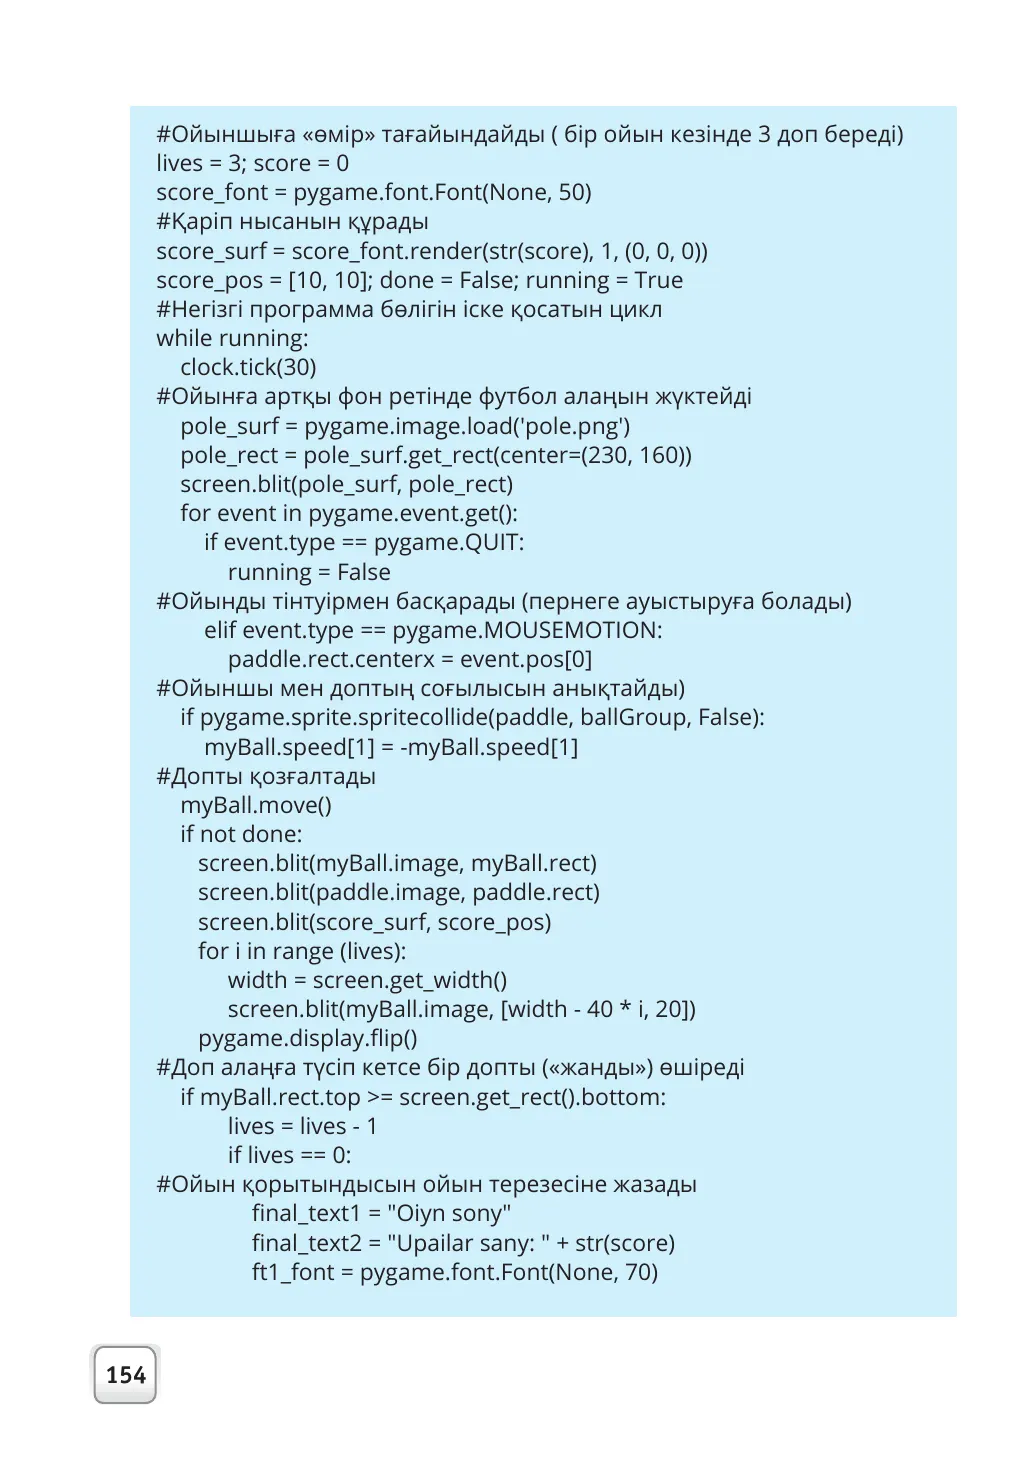 #Ойыншыға «өмір» тағайындайды ( бір ойын кезінде 3 доп береді)
lives = 3; score = 0
score_font = pygame.font.Font(None, 50)
#Қаріп нысанын құрады
score_surf = score_font.render(str(score), 1, (0, 0, 0))
score_pos = [10, 10]; done = False; running = True
#Негізгі программа бөлігін іске қосатын цикл
while running:
clock.tick(30)
#Ойынға артқы фон ретінде футбол алаңын жүктейді
pole_surf = pygame.image.load('pole.png')
pole_rect = pole_surf.get_rect(center=(230, 160))
screen.blit(pole_surf, pole_rect)
for event in pygame.event.get():
if event.type == pygame.QUIT:
running = False
#Ойынды тінтуірмен басқарады (пернеге ауыстыруға болады)
elif event.type == pygame.MOUSEMOTION:
paddle.rect.centerx = event.pos[0]
#Ойыншы мен доптың соғылысын анықтайды)
if pygame.sprite.spritecollide(paddle, ballGroup, False):
myBall.speed[1] = -myBall.speed[1]
#Допты қозғалтады
myBall.move()
if not done:
screen.blit(myBall.image, myBall.rect)
screen.blit(paddle.image, paddle.rect)
screen.blit(score_surf, score_pos)
for i in range (lives):
width = screen.get_width()
screen.blit(myBall.image, [width - 40 * i, 20])
pygame.display.flip()
#Доп алаңға түсіп кетсе бір допты («жанды») өшіреді
if myBall.rect.top >= screen.get_rect().bottom:
lives = lives - 1
if lives == 0:
#Ойын қорытындысын ойын терезесіне жазады
final_text1 = "Oiyn sony"
final_text2 = "Upailar sany: " + str(score)
ft1_font = pygame.font.Font(None, 70)
154